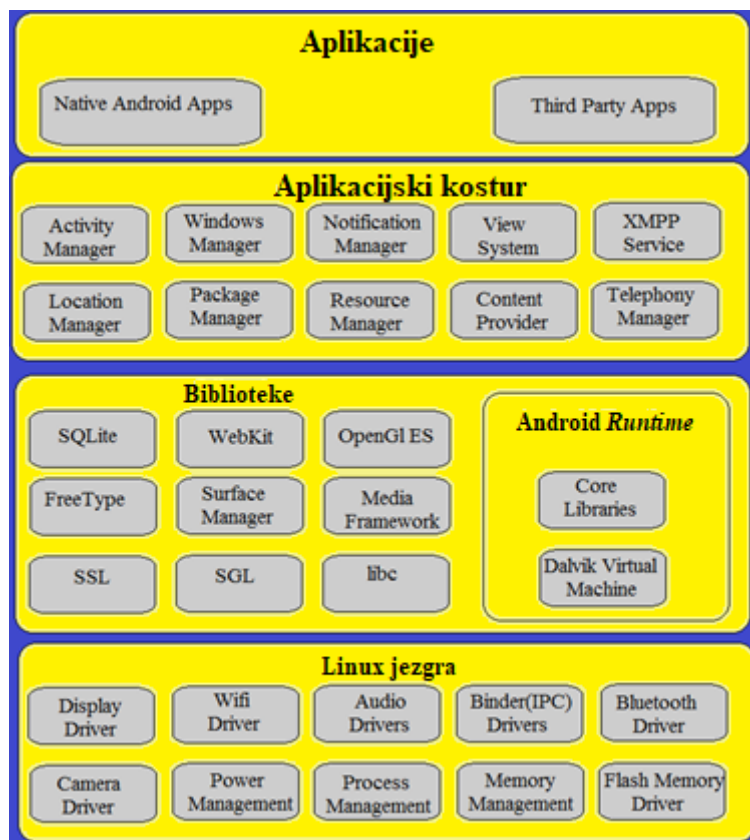 Aplikacije
Native Android Apps
Third Party Apps
Aplikacijski kostur
Activity
Manager
Windows
Manager
Notification
Manager
View
System
XMPP
Service
Location
Manager
Package
Manager
Resource
Manager
Content
Provider
Telephony
Manager
Biblioteke
SQLite
WebKit
OpenGl ES
FreeType
Surface
Manager
Media
Framework
SSL
SGL
libc
Android Runtime
Core
Libraries
Dalvik Virtual
Machine
Linux jezgra
Display
Driver
Wifi
Driver
Audio
Drivers
Binder(IPC)
Drivers
Bluetooth
Driver
Camera
Driver
Power
Management
Process
Management
Memory
Management
Flash Memory
Driver